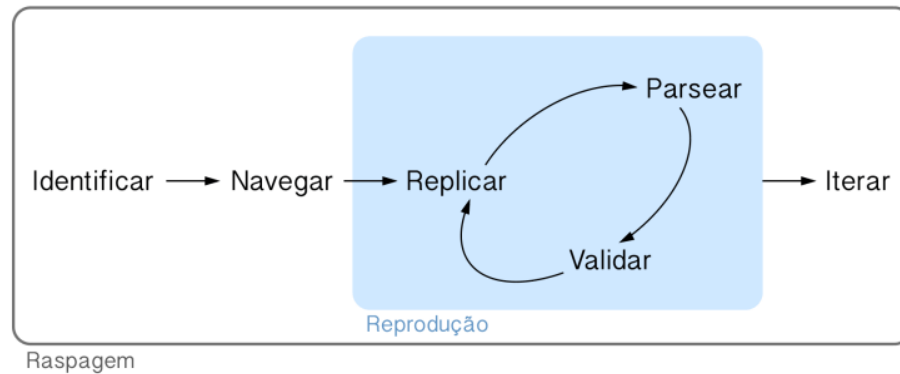 Parsear
Identificar
Navegar
Replicar
Iterar
Validar
Reprodução
Raspagem